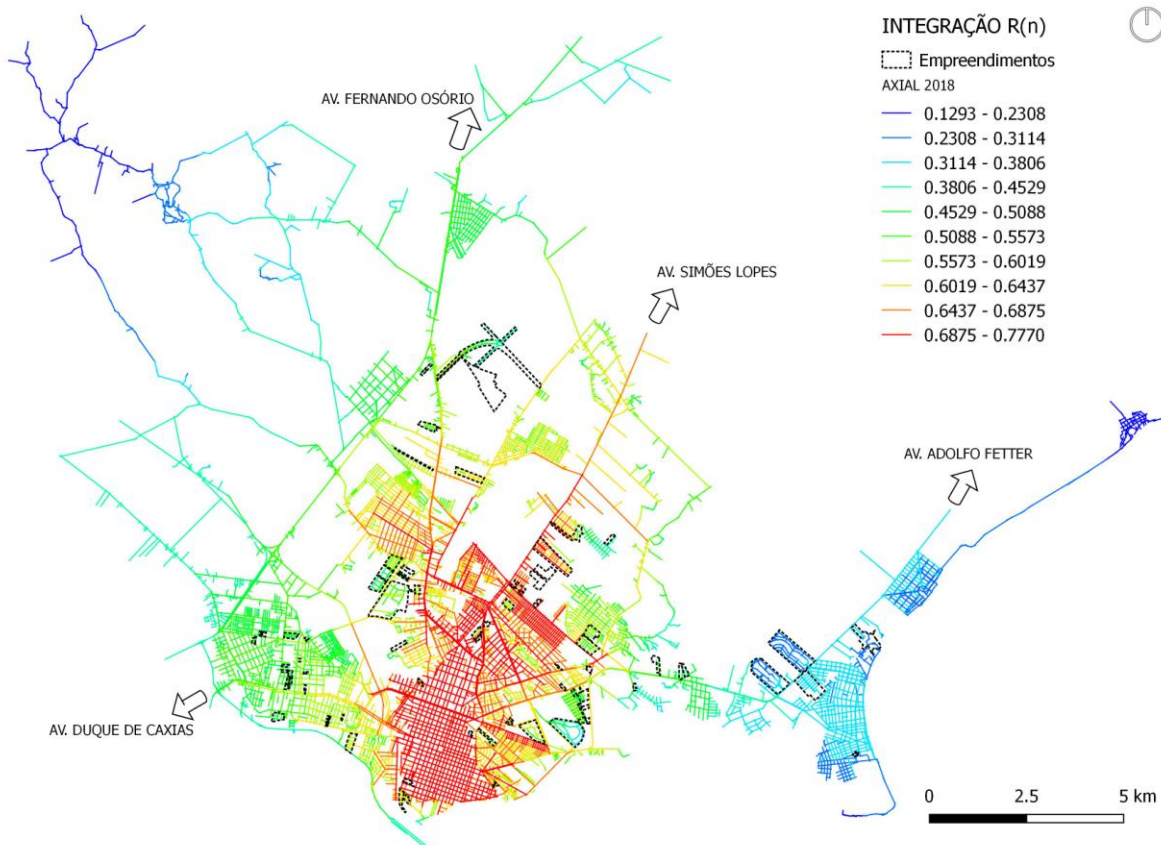 INTEGRAÇÃO R(n)
Empreendimentos
AXIAL 2018
0.1293 - 0.2308
0.2308 - 0.3114
0.3114 - 0.3806
0.3806 - 0.4529
0.4529 - 0.5088
0.5088 - 0.5573
0.5573 - 0.6019
0.6019 - 0.6437
0.6437 - 0.6875
0.6875 - 0.7770
AV. FERNANDO OSÓRIO
AV. SIMÕES LOPES
AV. ADOLFO FETTER
AV. DUQUE DE CAXIAS
0 2.5 5 km